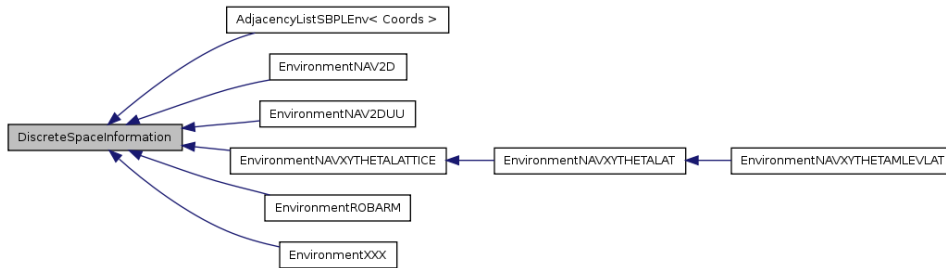 AdjacencyListSBPLEnv< Coords >
EnvironmentNAV2D
EnvironmentNAV2DUU
DiscreteSpaceInformation
EnvironmentNAVXYTHETALATTICE
EnvironmentNAVXYTHETALAT
EnvironmentNAVXYTHETAMLEVLAT
EnvironmentROBARM
EnvironmentXXX